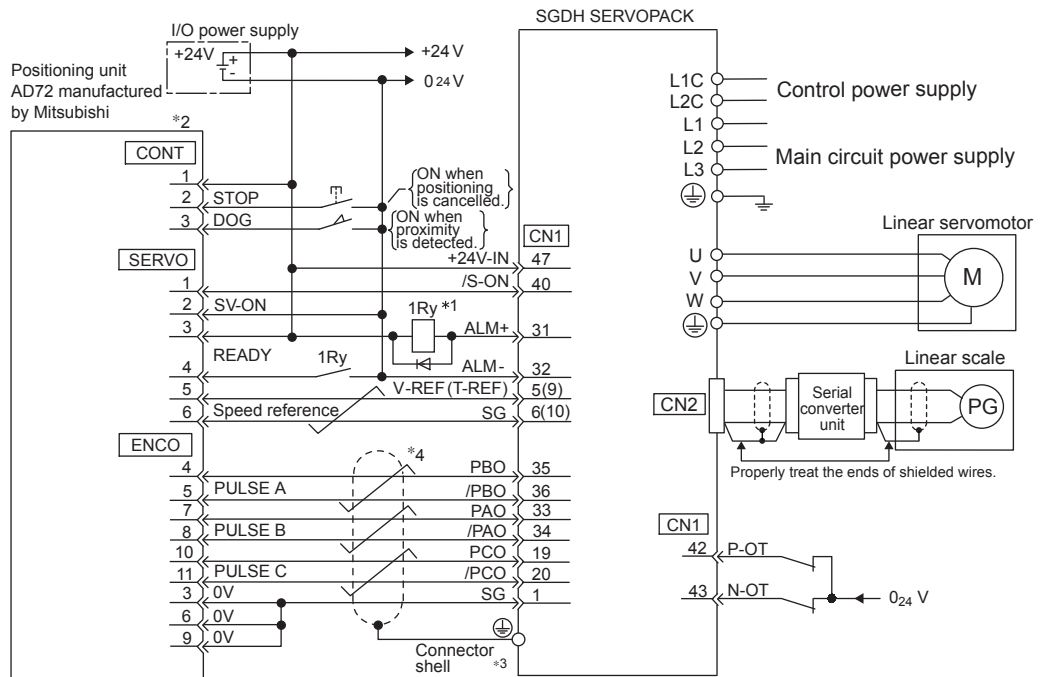 SGDH SERVOPACK
I/O power supply
+24V
+
-
+24 V
0 24 V
Positioning unit
AD72 manufactured
by Mitsubishi
*2
CONT
1
2 STOP
3 DOG
ON when
positioning
is cancelled.
ON when
proximity
is detected.
SERVO
1
2 SV-ON
3
4 READY
5
6 Speed reference
1Ry *1
1Ry
CN1
+24V-IN 47
/S-ON 40
ALM+ 31
ALM- 32
V-REF (T-REF) 5(9)
SG 6(10)
ENCO
4
5 PULSE A
7
8 PULSE B
10
11 PULSE C
3 0V
6 0V
9 0V
*4
PBO 35
/PBO 36
PAO 33
/PAO 34
PCO 19
/PCO 20
SG 1
Connector
shell *3
L1C
L2C
Control power supply
L1
L2
L3
Main circuit power supply
Linear servomotor
U
V
W
M
Linear scale
CN2
Serial
converter
unit
PG
Properly treat the ends of shielded wires.
CN1
42 P-OT
43 N-OT
024 V